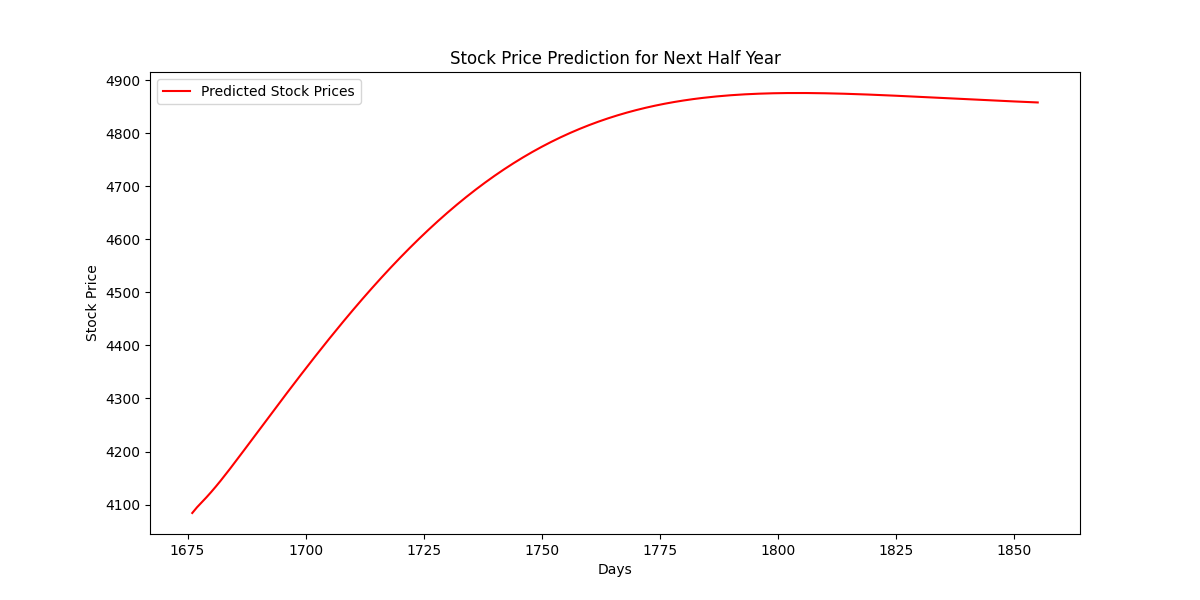 Stock Price Prediction for Next Half Year
Predicted Stock Prices
4900
4800
4700
4600
4500
4400
4300
4200
4100
Stock Price
1675 1700 1725 1750 1775 1800 1825 1850
Days